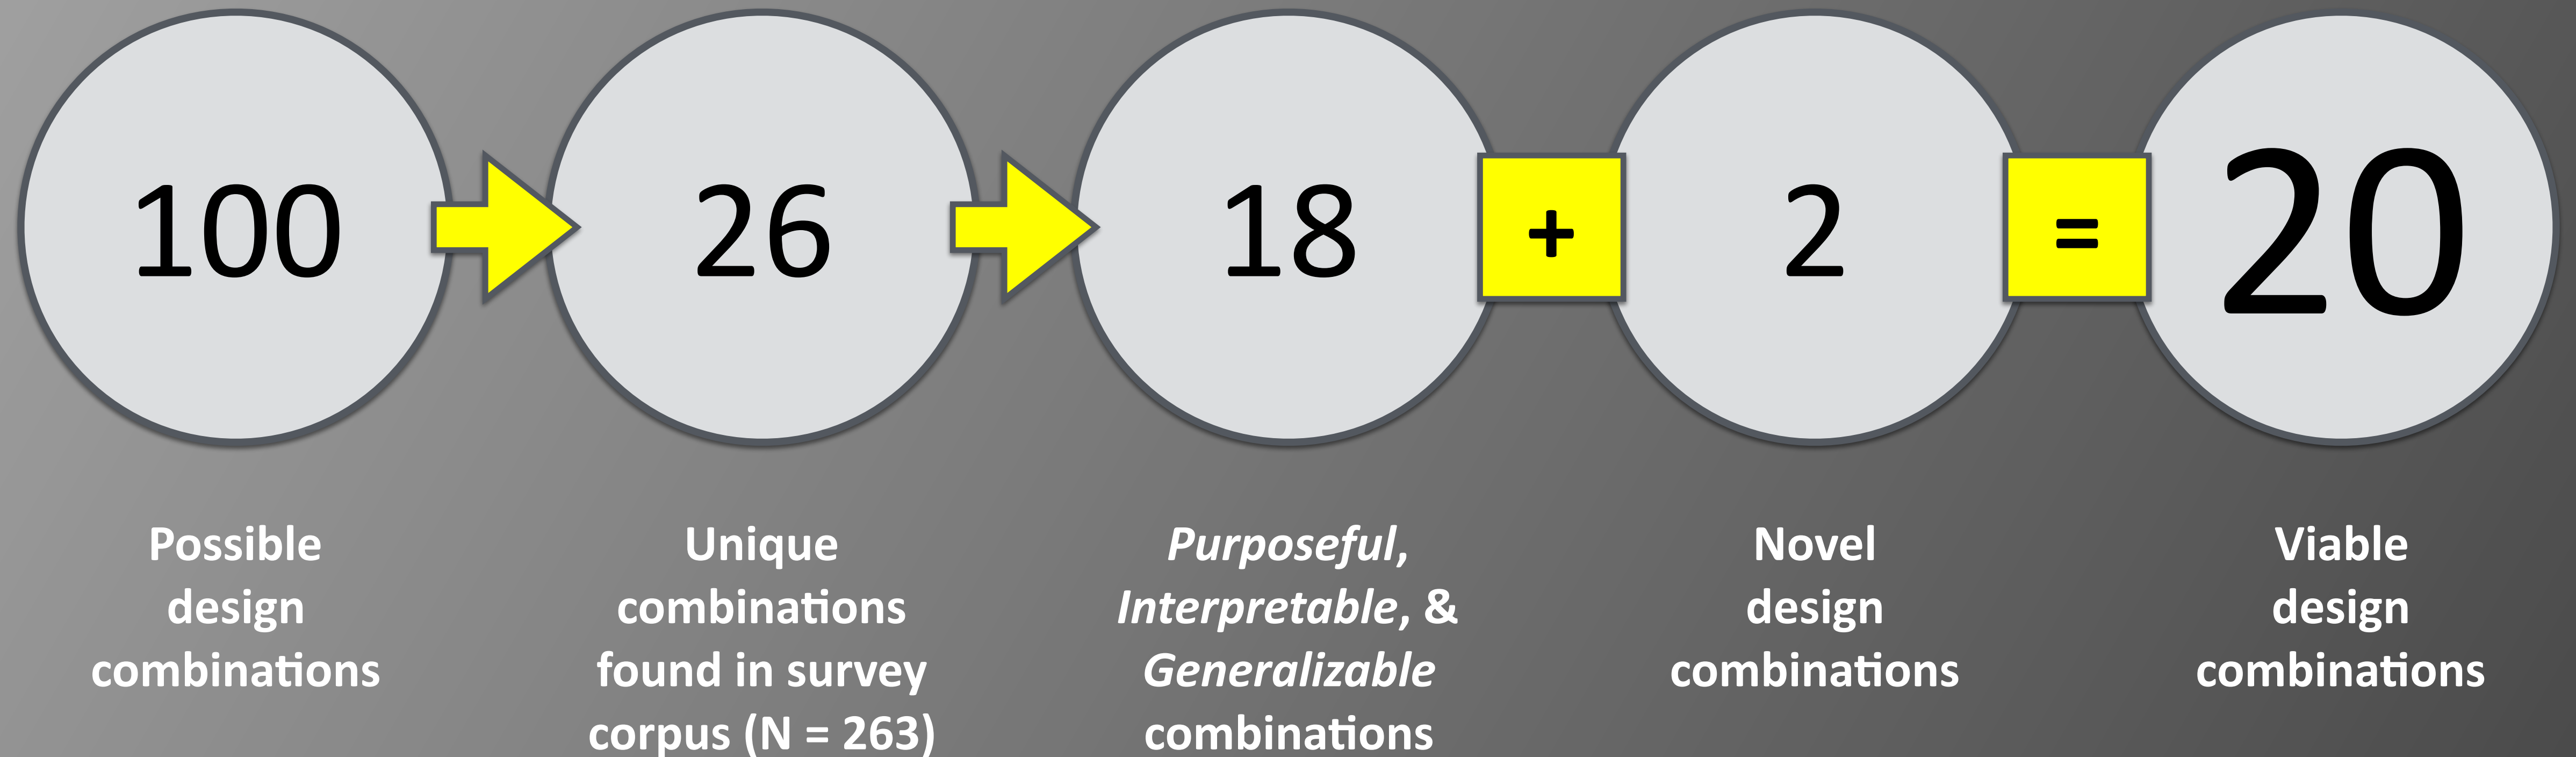 100
26
18
+
2
=
20
Possible
design
combinations
Unique
combinations
found in survey
corpus (N = 263)
Purposeful,
Interpretable, &
Generalizable
combinations
Novel
design
combinations
Viable
design
combinations